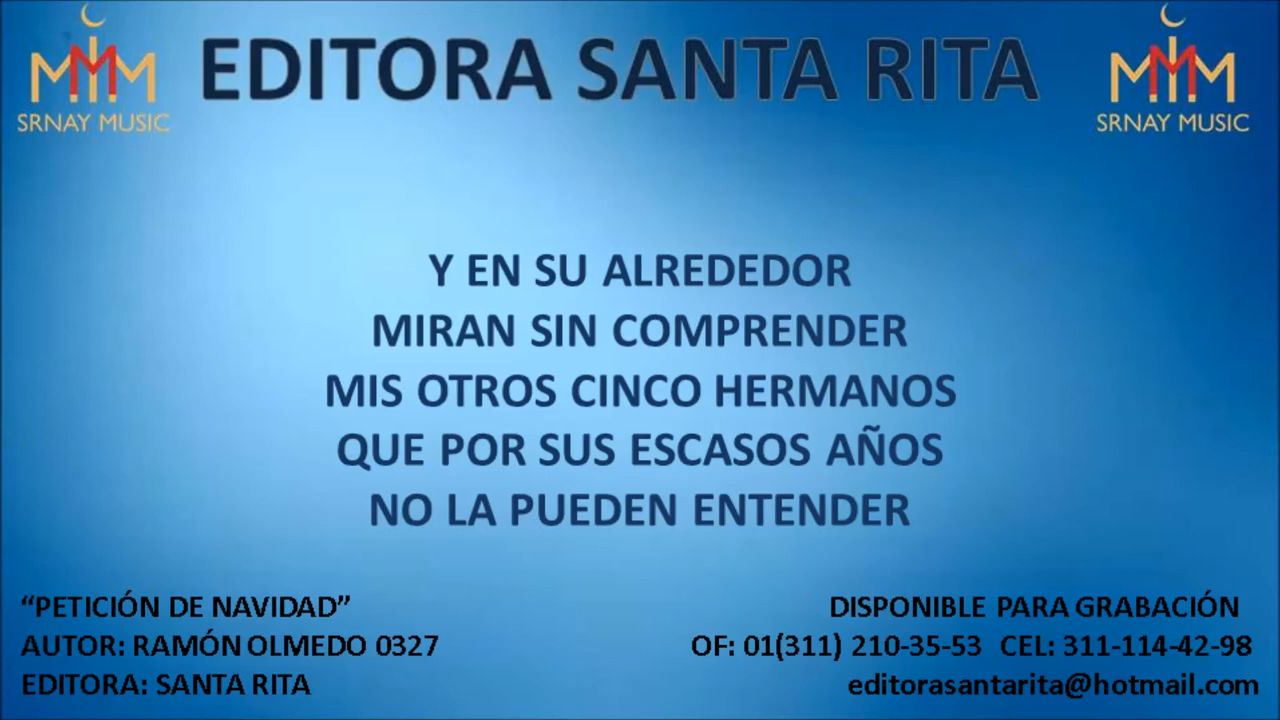 EDITORA SANTA RITA
SRNAY MUSIC
SRNAY MUSIC
Y EN SU ALREDEDOR
MIRAN SIN COMPRENDER
MIS OTROS CINCO HERMANOS
QUE POR SUS ESCASOS AÑOS
NO LA PUEDEN ENTENDER
“PETICIÓN DE NAVIDAD”
AUTOR: RAMÓN OLMEDO 0327
EDITORA: SANTA RITA
DISPONIBLE PARA GRABACIÓN
OF: 01(311) 210-35-53 CEL: 311-114-42-98
editorasantarita@hotmail.com